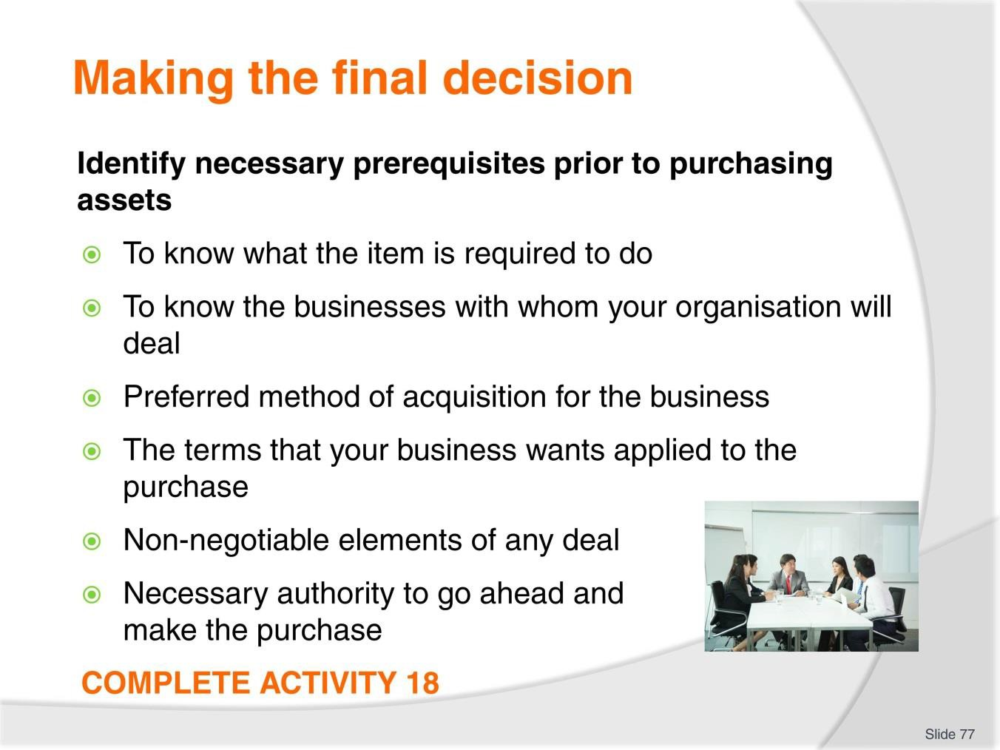 Making the final decision
Identify necessary prerequisites prior to purchasing
assets
To know what the item is required to do
To know the businesses with whom your organisation will
deal
Preferred method of acquisition for the business
The terms that your business wants applied to the
purchase
Non-negotiable elements of any deal
Necessary authority to go ahead and
make the purchase
COMPLETE ACTIVITY 18
Slide 77